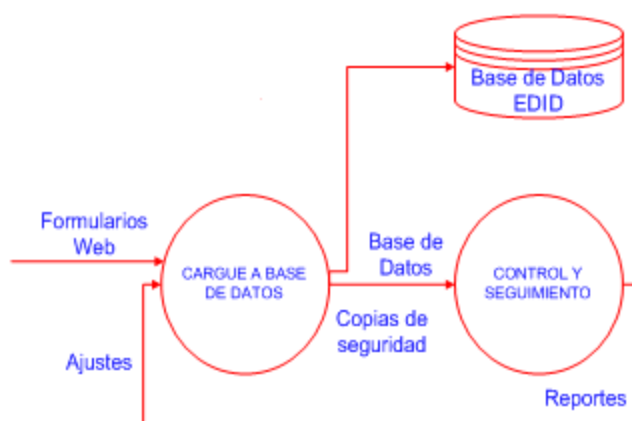 Base de Datos
EDID
Formularios
Web
CARGUE A BASE
DE DATOS
Base de
Datos
CONTROL Y
SEGUIMIENTO
Copias de
seguridad
Ajustes
Reportes